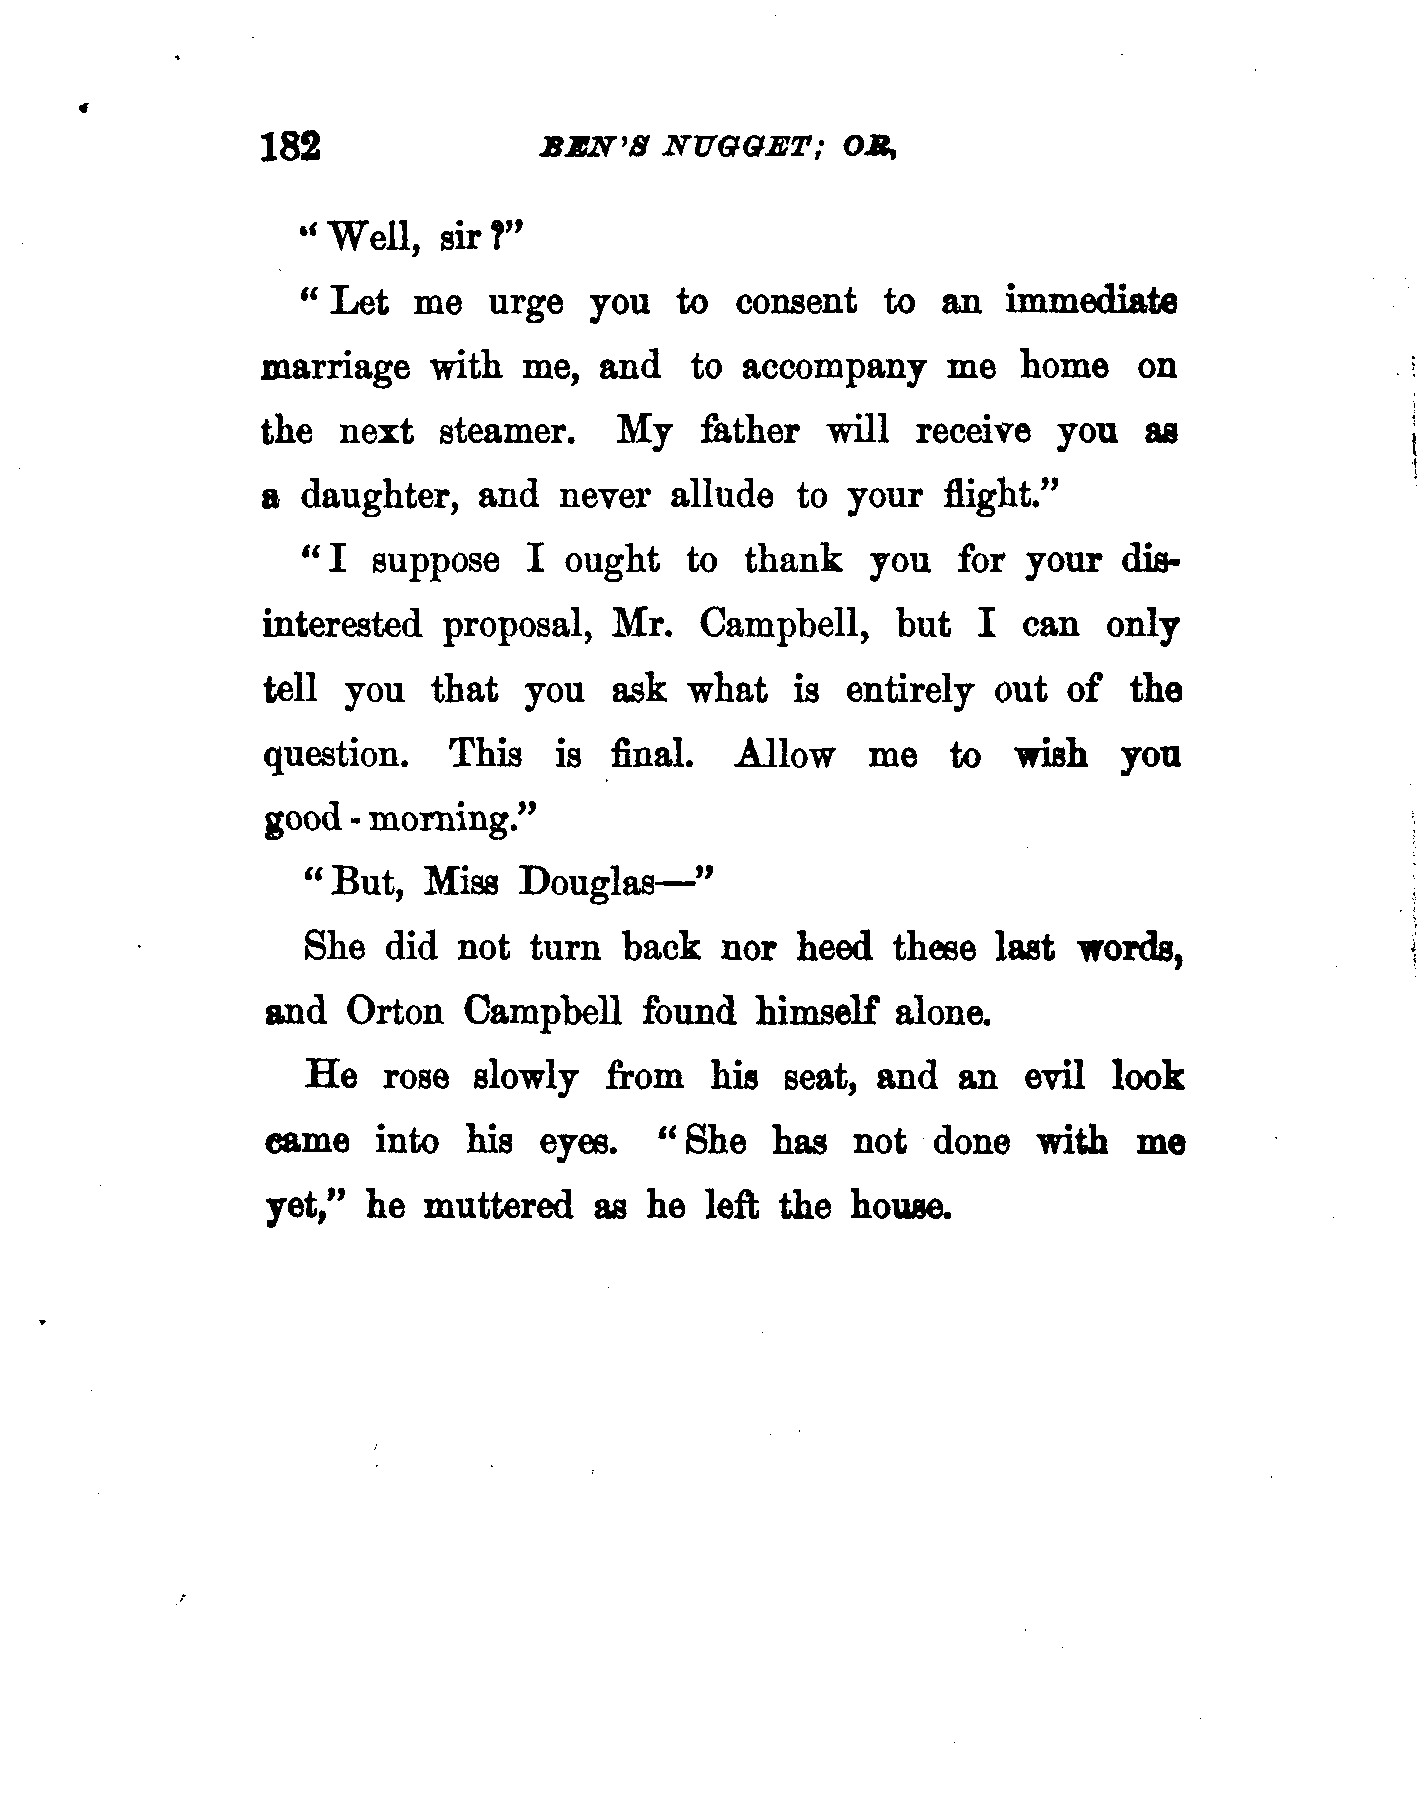 182 BEN'S NUGGET; OR,
"Well, sir?"
"Let me urge you to consent to an immediate
marriage with me, and to accompany me home on
the next steamer. My father will receive you as
a daughter, and never allude to your flight."
"I suppose I ought to thank you for your dis-
interested proposal, Mr. Campbell, but I can only
tell you that you ask what is entirely out of the
question. This is final. Allow me to wish you
good-morning."
"But, Miss Douglas—"
She did not turn back nor heed these last words,
and Orton Campbell found himself alone.
He rose slowly from his seat, and an evil look
came into his eyes. "She has not done with me
yet," he muttered as he left the house.